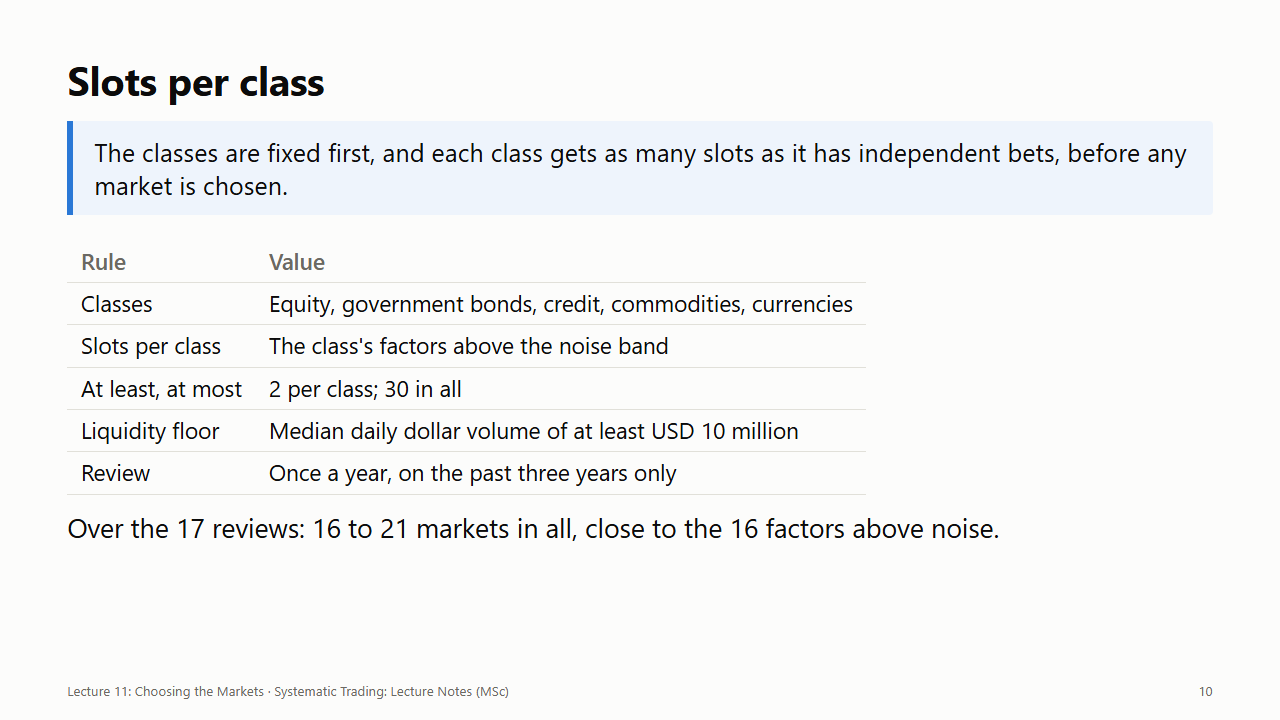 Slots per class
The classes are fixed first, and each class gets as many slots as it has independent bets, before any
market is chosen.
Rule Value
Classes Equity, government bonds, credit, commodities, currencies
Slots per class The class's factors above the noise band
At least, at most 2 per class; 30 in all
Liquidity floor Median daily dollar volume of at least USD 10 million
Review Once a year, on the past three years only
Over the 17 reviews: 16 to 21 markets in all, close to the 16 factors above noise.
Lecture 11: Choosing the Markets · Systematic Trading: Lecture Notes (MSc) 10